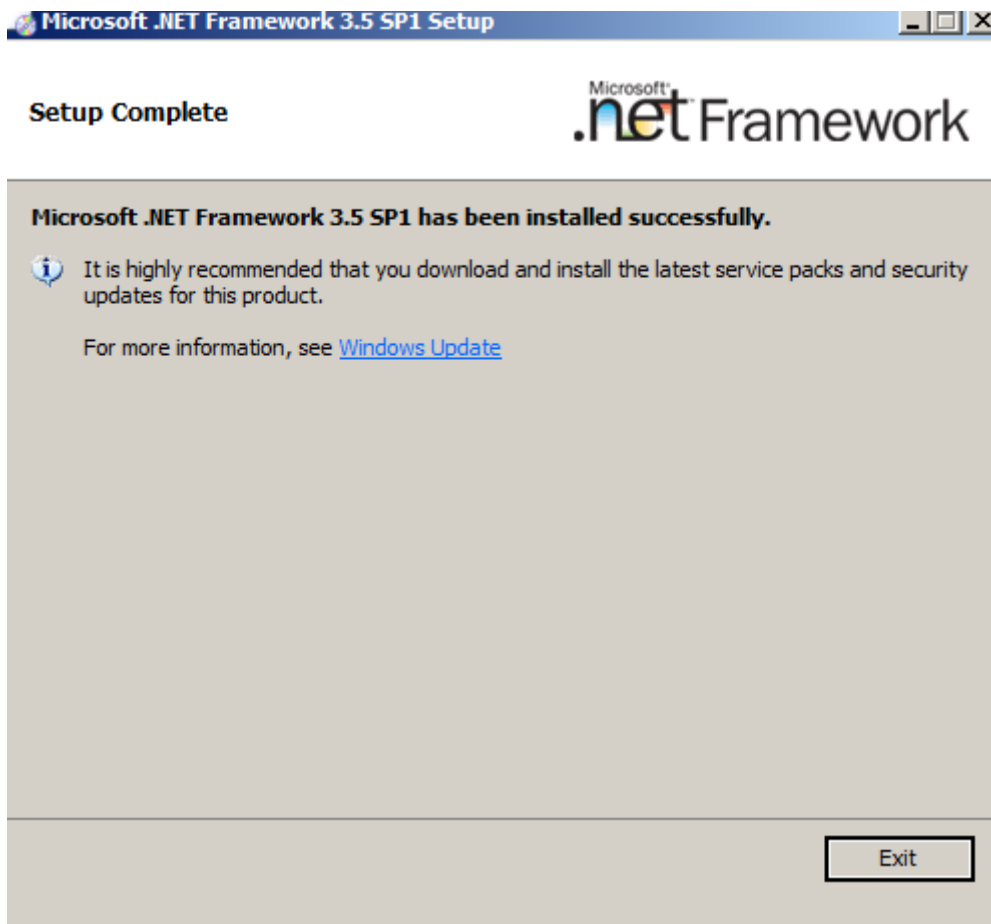 Microsoft .NET Framework 3.5 SP1 Setup
Setup Complete
Microsoft
.net Framework
Microsoft .NET Framework 3.5 SP1 has been installed successfully.
It is highly recommended that you download and install the latest service packs and security
updates for this product.
For more information, see Windows Update
Exit